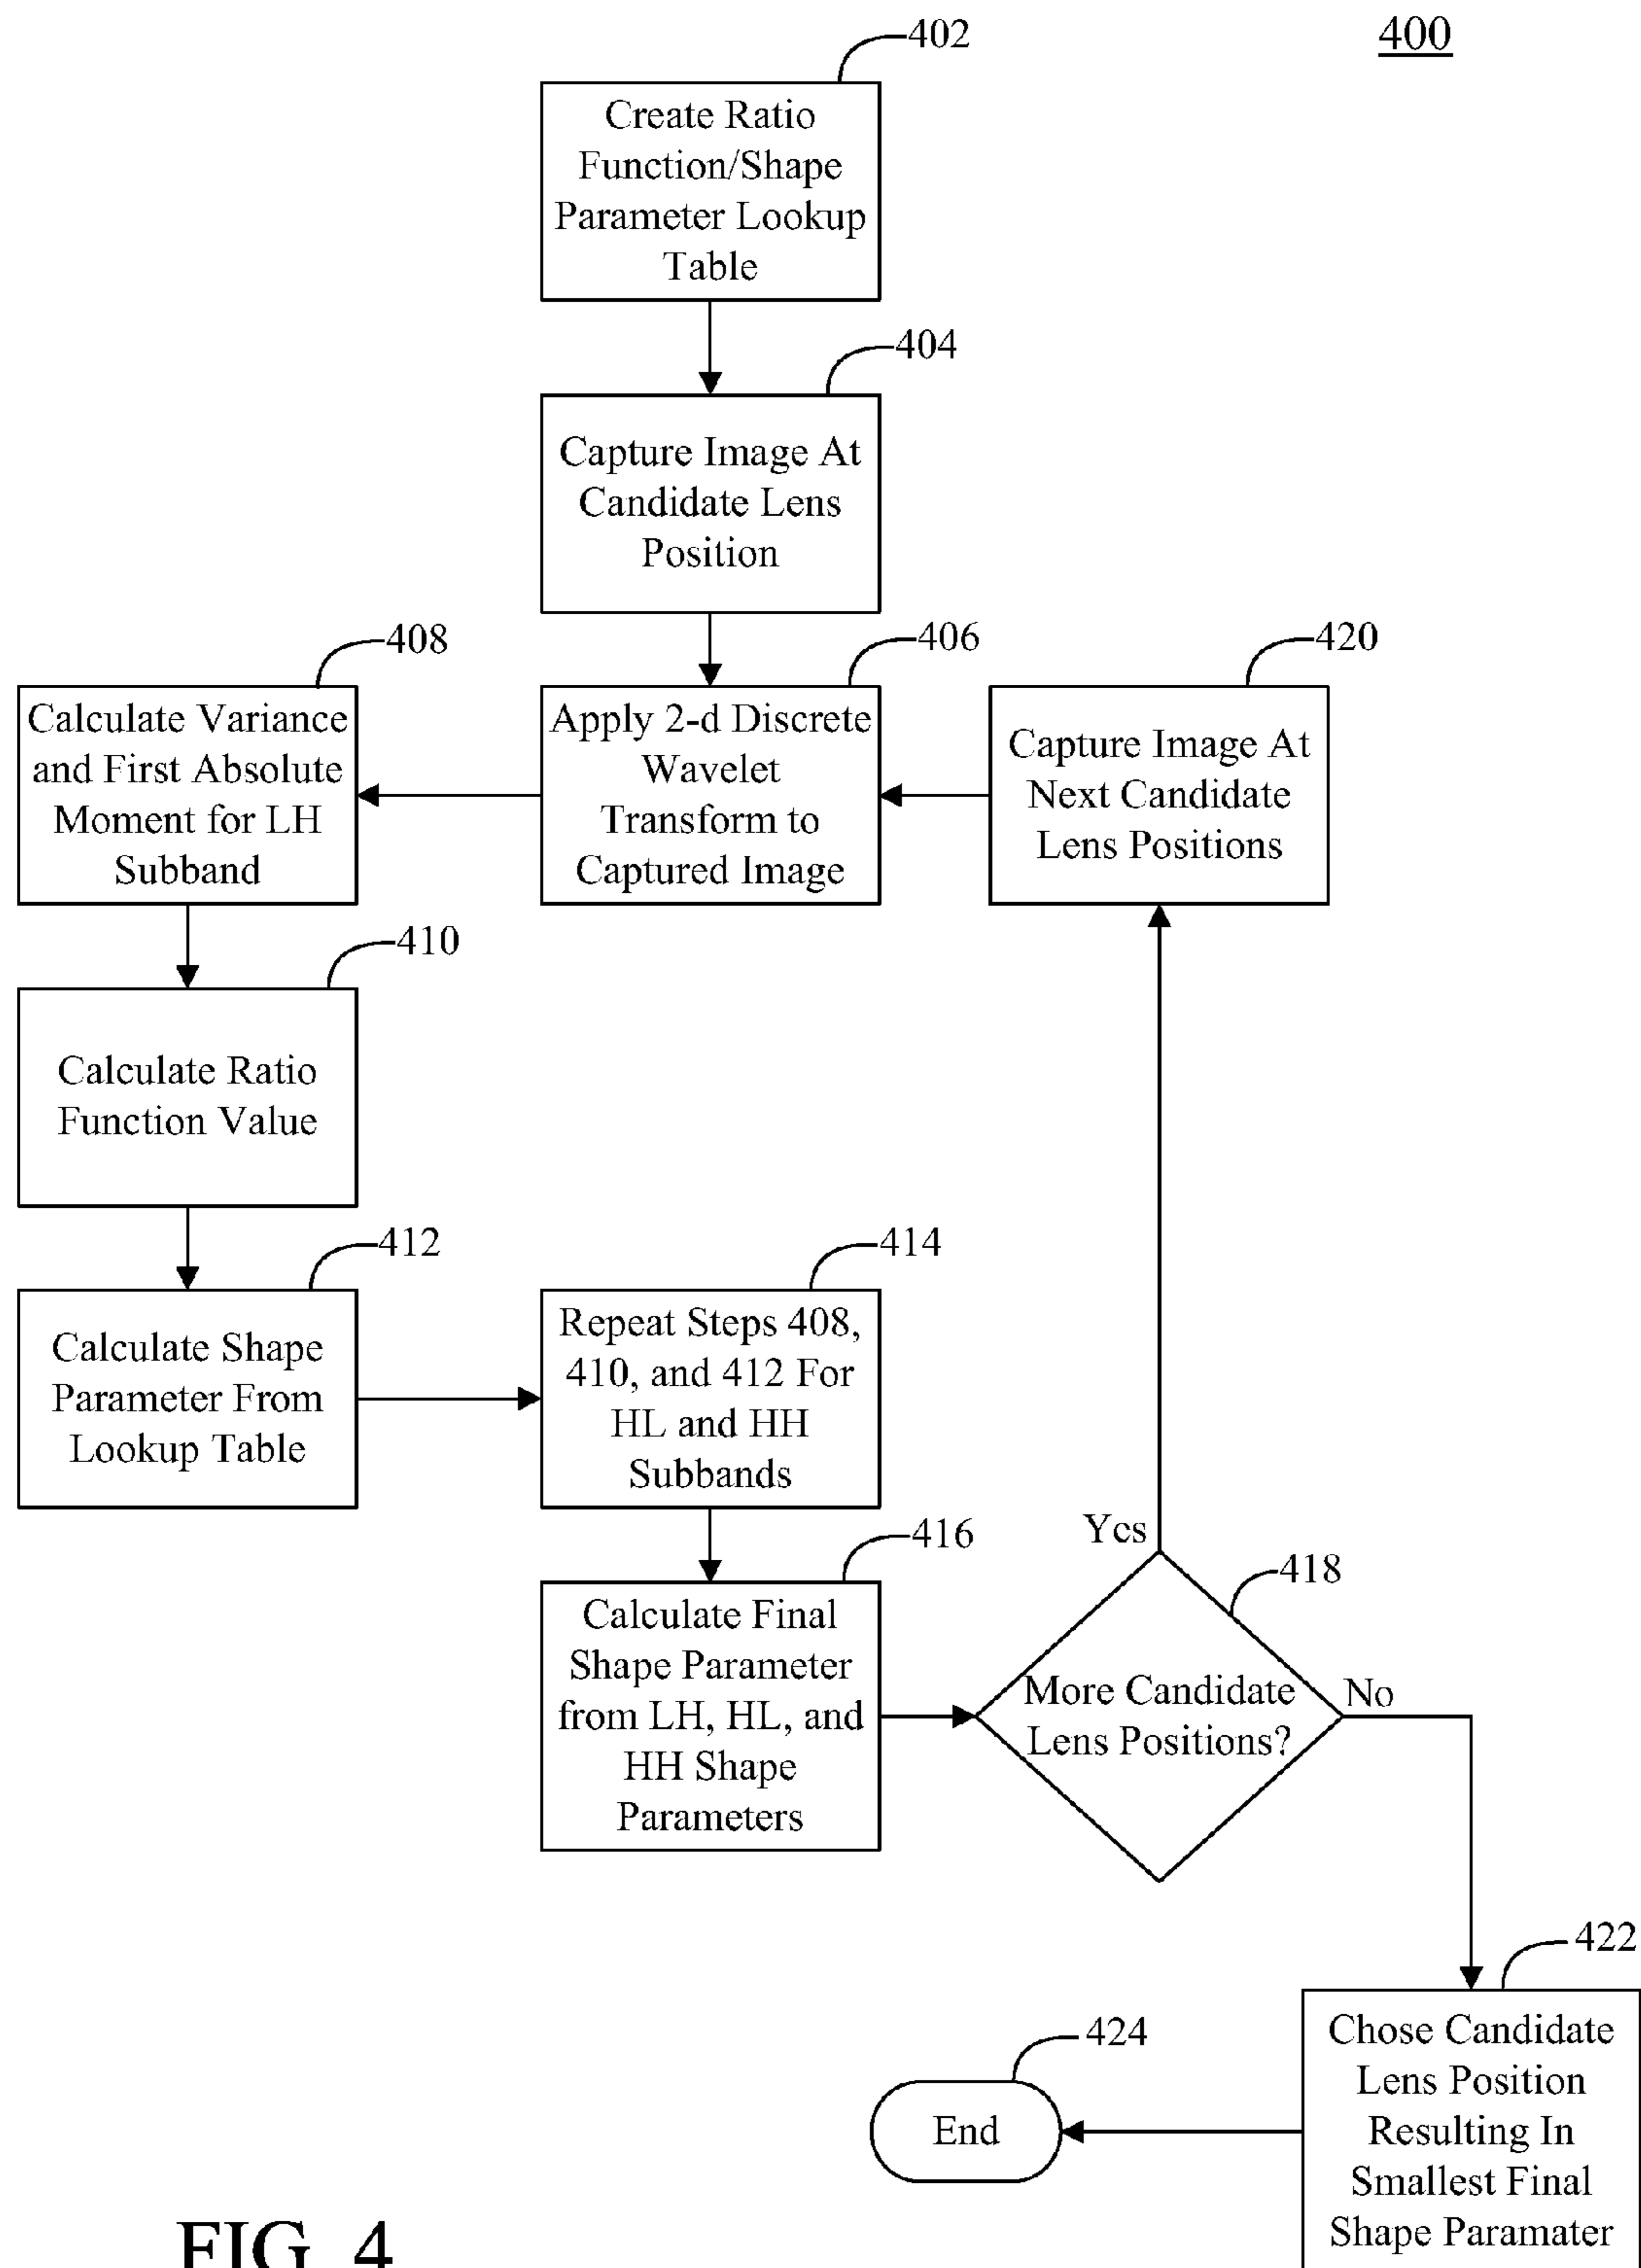 400
402
Create Ratio
Function/Shape
Parameter Lookup
Table
404
Capture Image At
Candidate Lens
Position
406
Apply 2-d Discrete
Wavelet
Transform to
Captured Image
408
Calculate Variance
and First Absolute
Moment for LH
Subband
410
Calculate Ratio
Function Value
412
Calculate Shape
Parameter From
Lookup Table
414
Repeat Steps 408,
410, and 412 For
HL and HH
Subbands
416
Calculate Final
Shape Parameter
from LH, HL, and
HH Shape
Parameters
418
More Candidate
Lens Positions?
Yes
420
Capture Image At
Next Candidate
Lens Positions
No
422
Chose Candidate
Lens Position
Resulting In
Smallest Final
Shape Paramater
424
End
FIG. 4